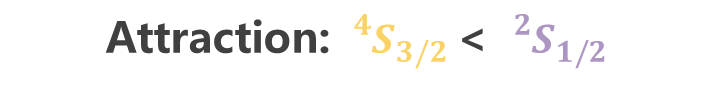 Attraction: ⁴S₃/₂ < ²S₁/₂